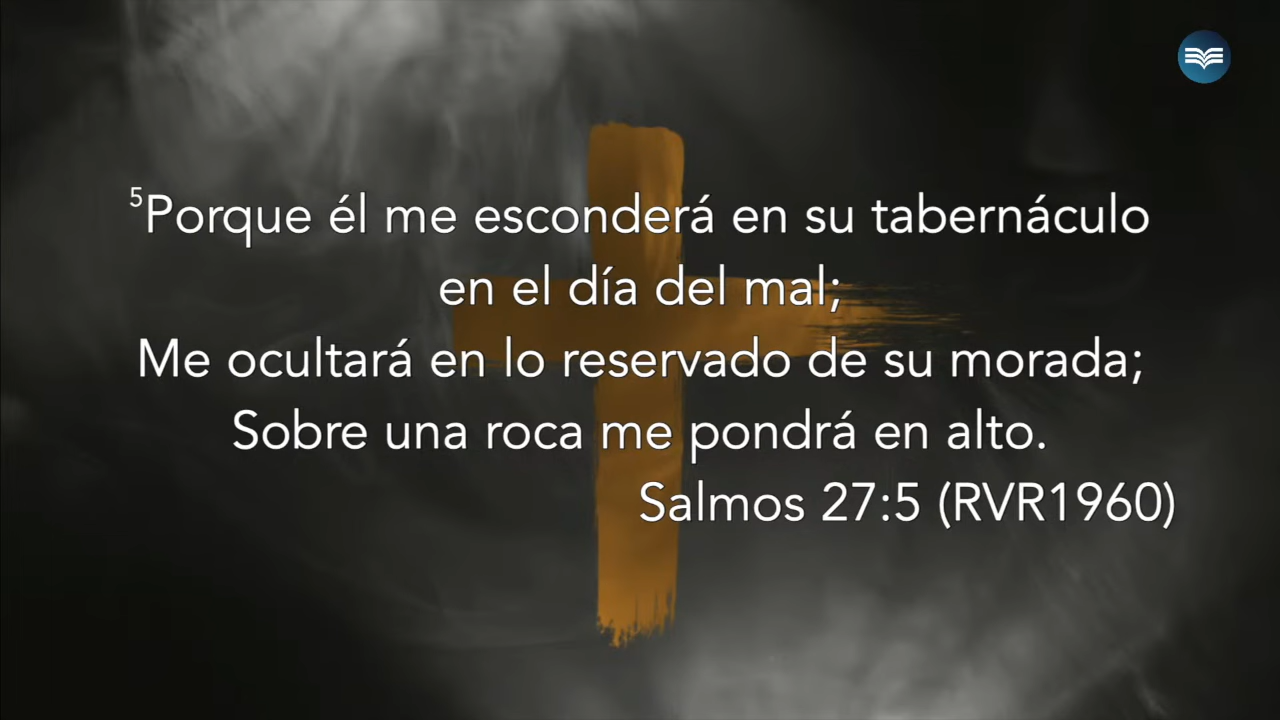 ⁵Porque él me esconderá en su tabernáculo
en el día del mal;
Me ocultará en lo reservado de su morada;
Sobre una roca me pondrá en alto.
Salmos 27:5 (RVR1960)